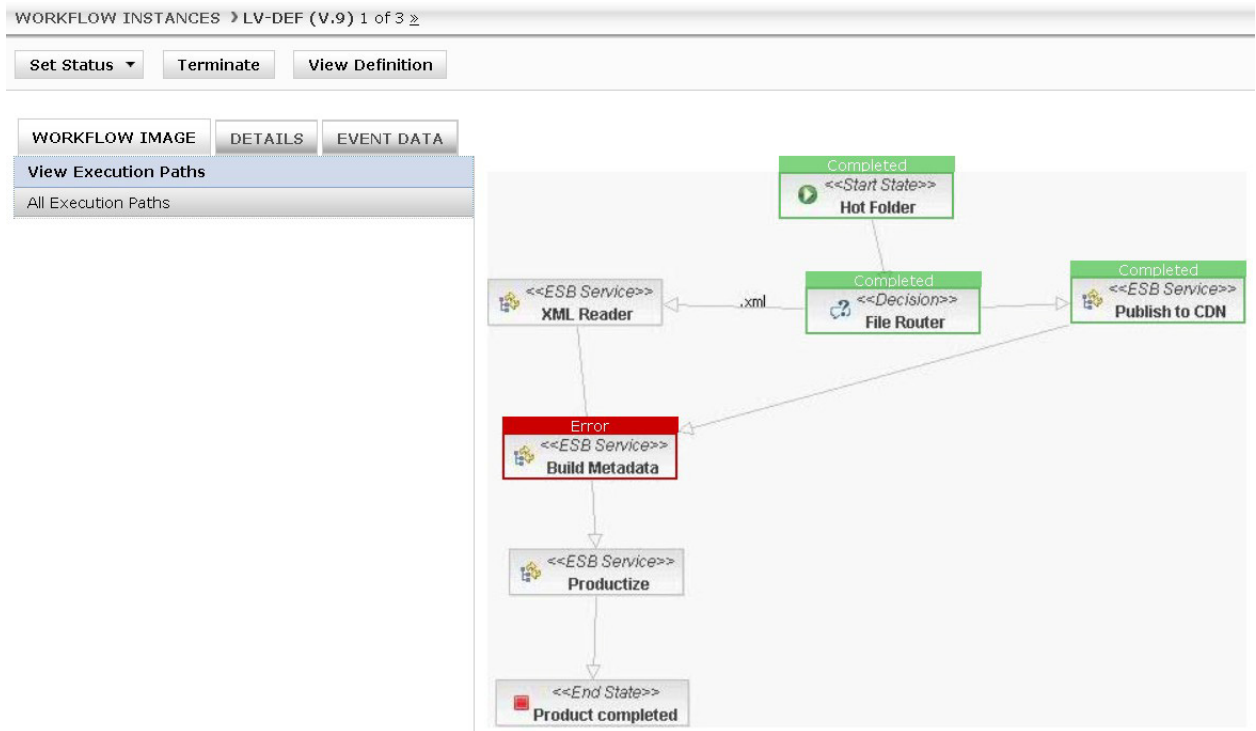 WORKFLOW INSTANCES > LV-DEF (V.9) 1 of 3 »
Set Status ▼ Terminate View Definition
WORKFLOW IMAGE DETAILS EVENT DATA
View Execution Paths
All Execution Paths
Completed
<<Start State>>
Hot Folder
<<ESB Service>>
XML Reader
.xml
Completed
<<Decision>>
File Router
Completed
<<ESB Service>>
Publish to CDN
Error
<<ESB Service>>
Build Metadata
<<ESB Service>>
Productize
<<End State>>
Product completed